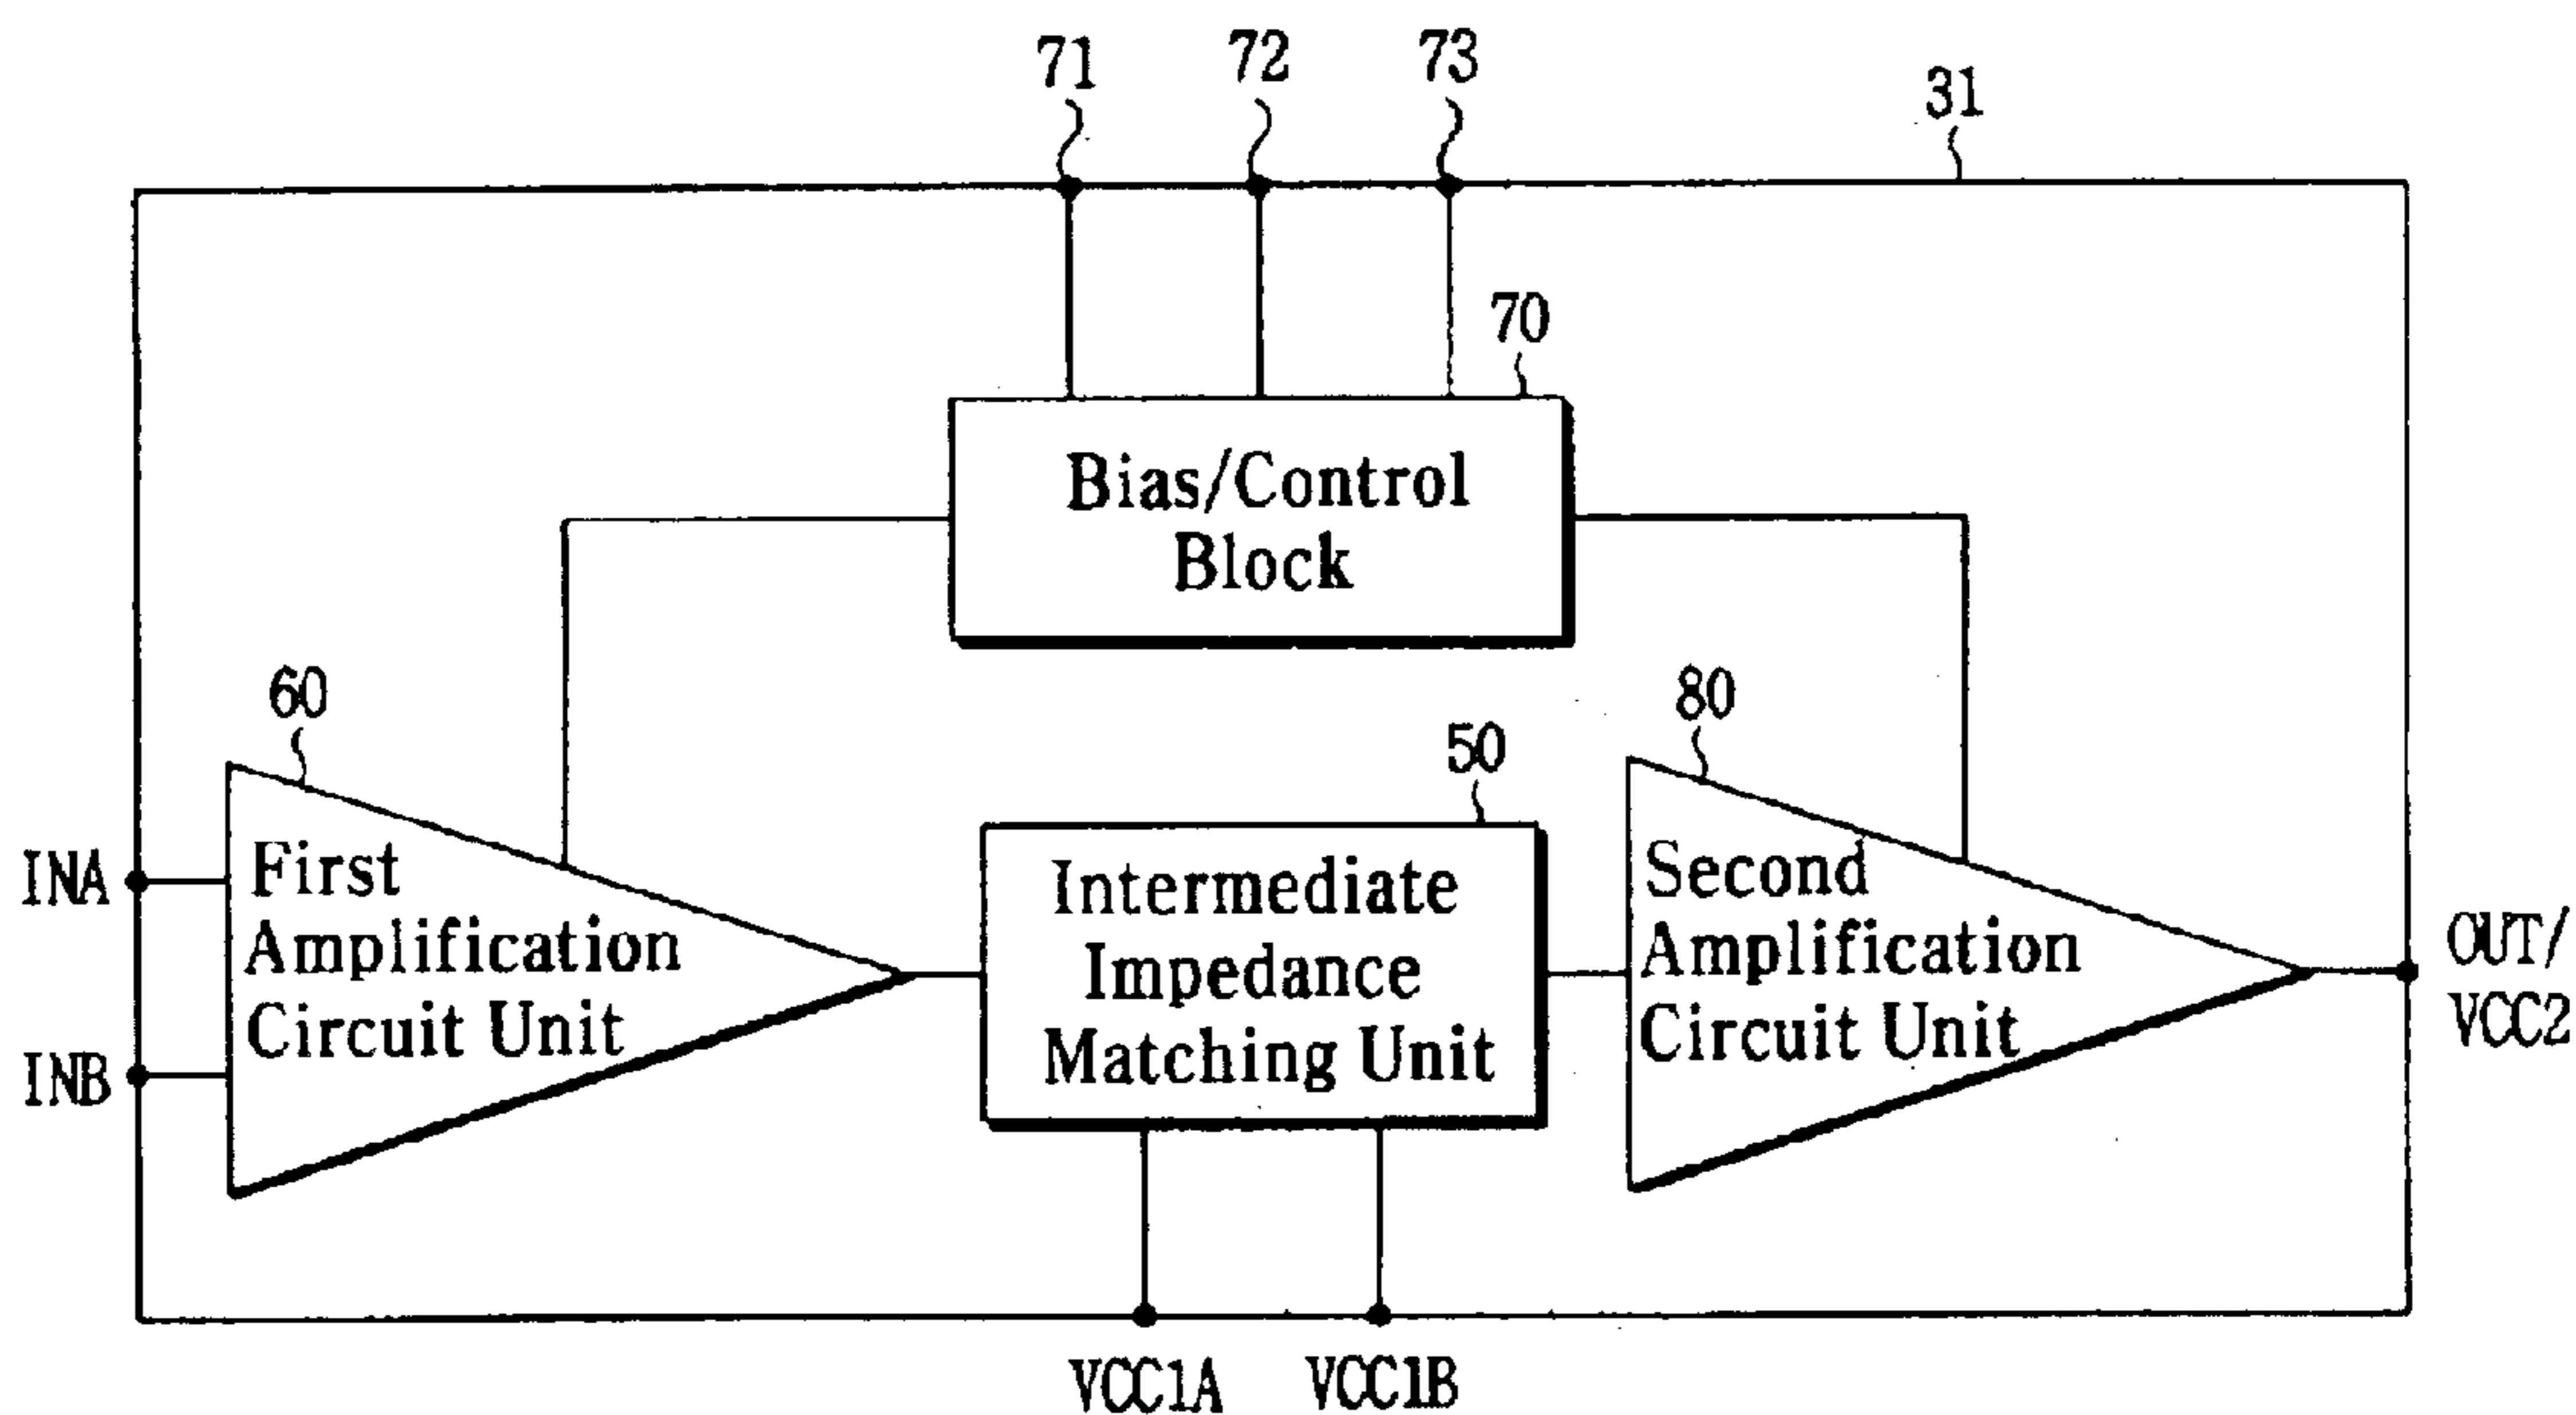 71
72
73
31
70
Bias/Control
Block
60
80
50
INA
First
Amplification
Circuit Unit
INB
Intermediate
Impedance
Matching Unit
Second
Amplification
Circuit Unit
OUT/
VCC2
VCC1A
VCC1B